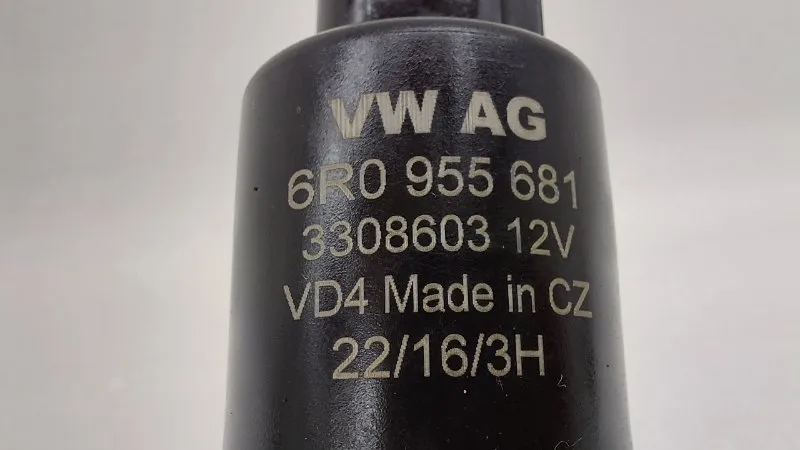 VW AG
6R0 955 681
3308603 12V
VD4 Made in CZ
22/16/3H